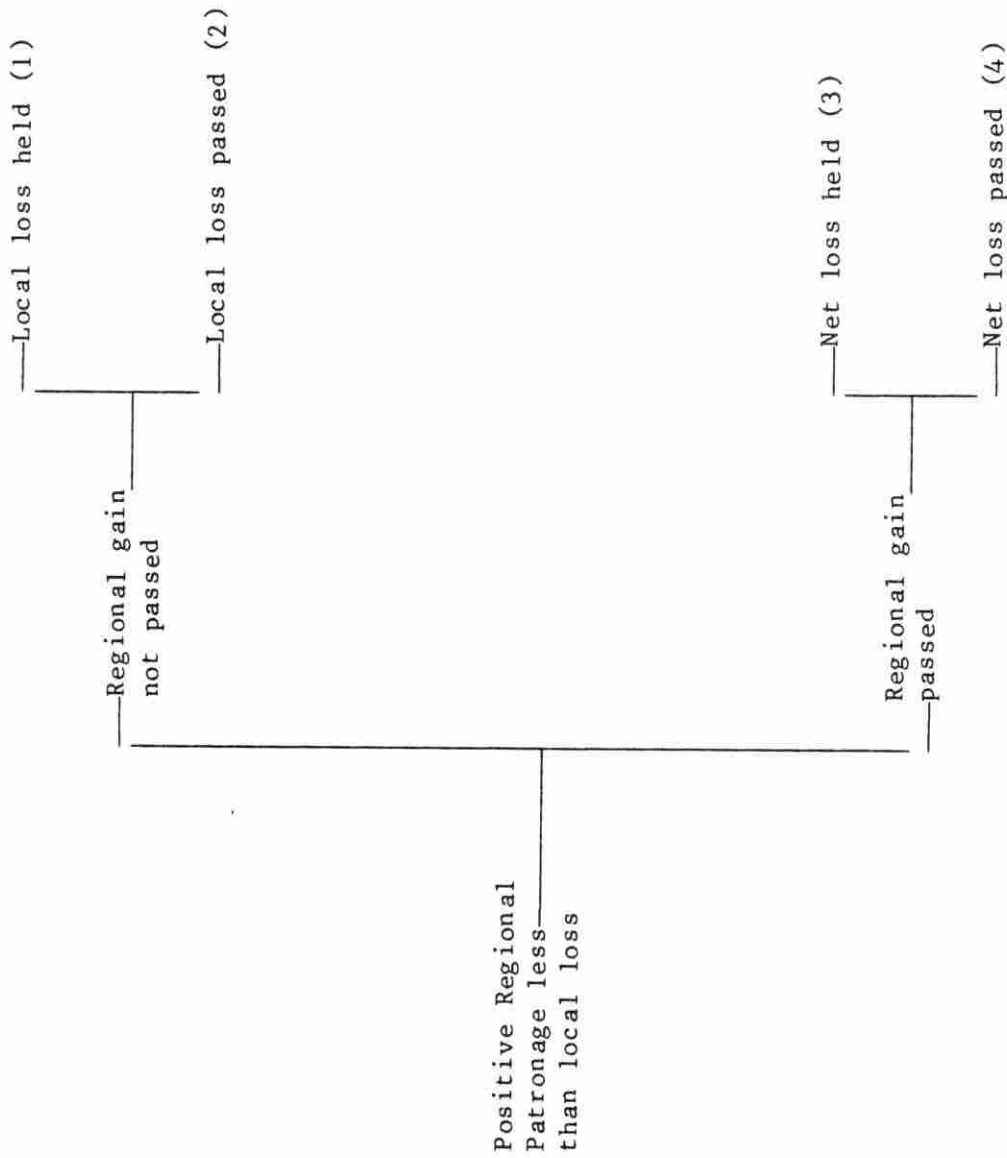 Positive Regional
Patronage less
than local loss
Regional gain
not passed
Local loss held (1)
Local loss passed (2)
Regional gain
passed
Net loss held (3)
Net loss passed (4)